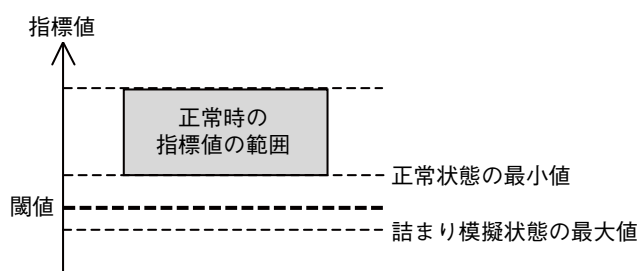 指標値
正常時の
指標値の範囲
正常状態の最小値
閾値
詰まり模擬状態の最大値